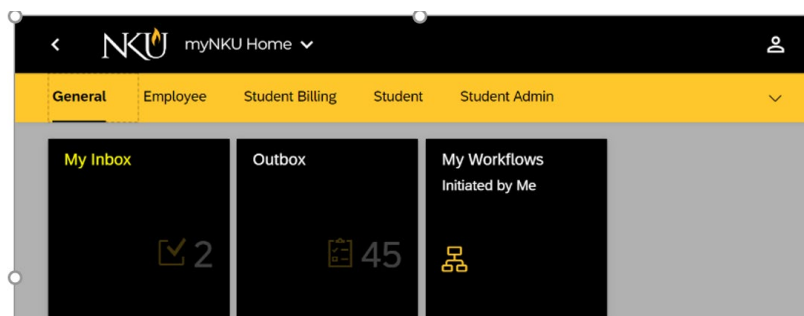 NKU myNKU Home
General Employee Student Billing Student Student Admin
My Inbox Outbox My Workflows
Initiated by Me
2 45